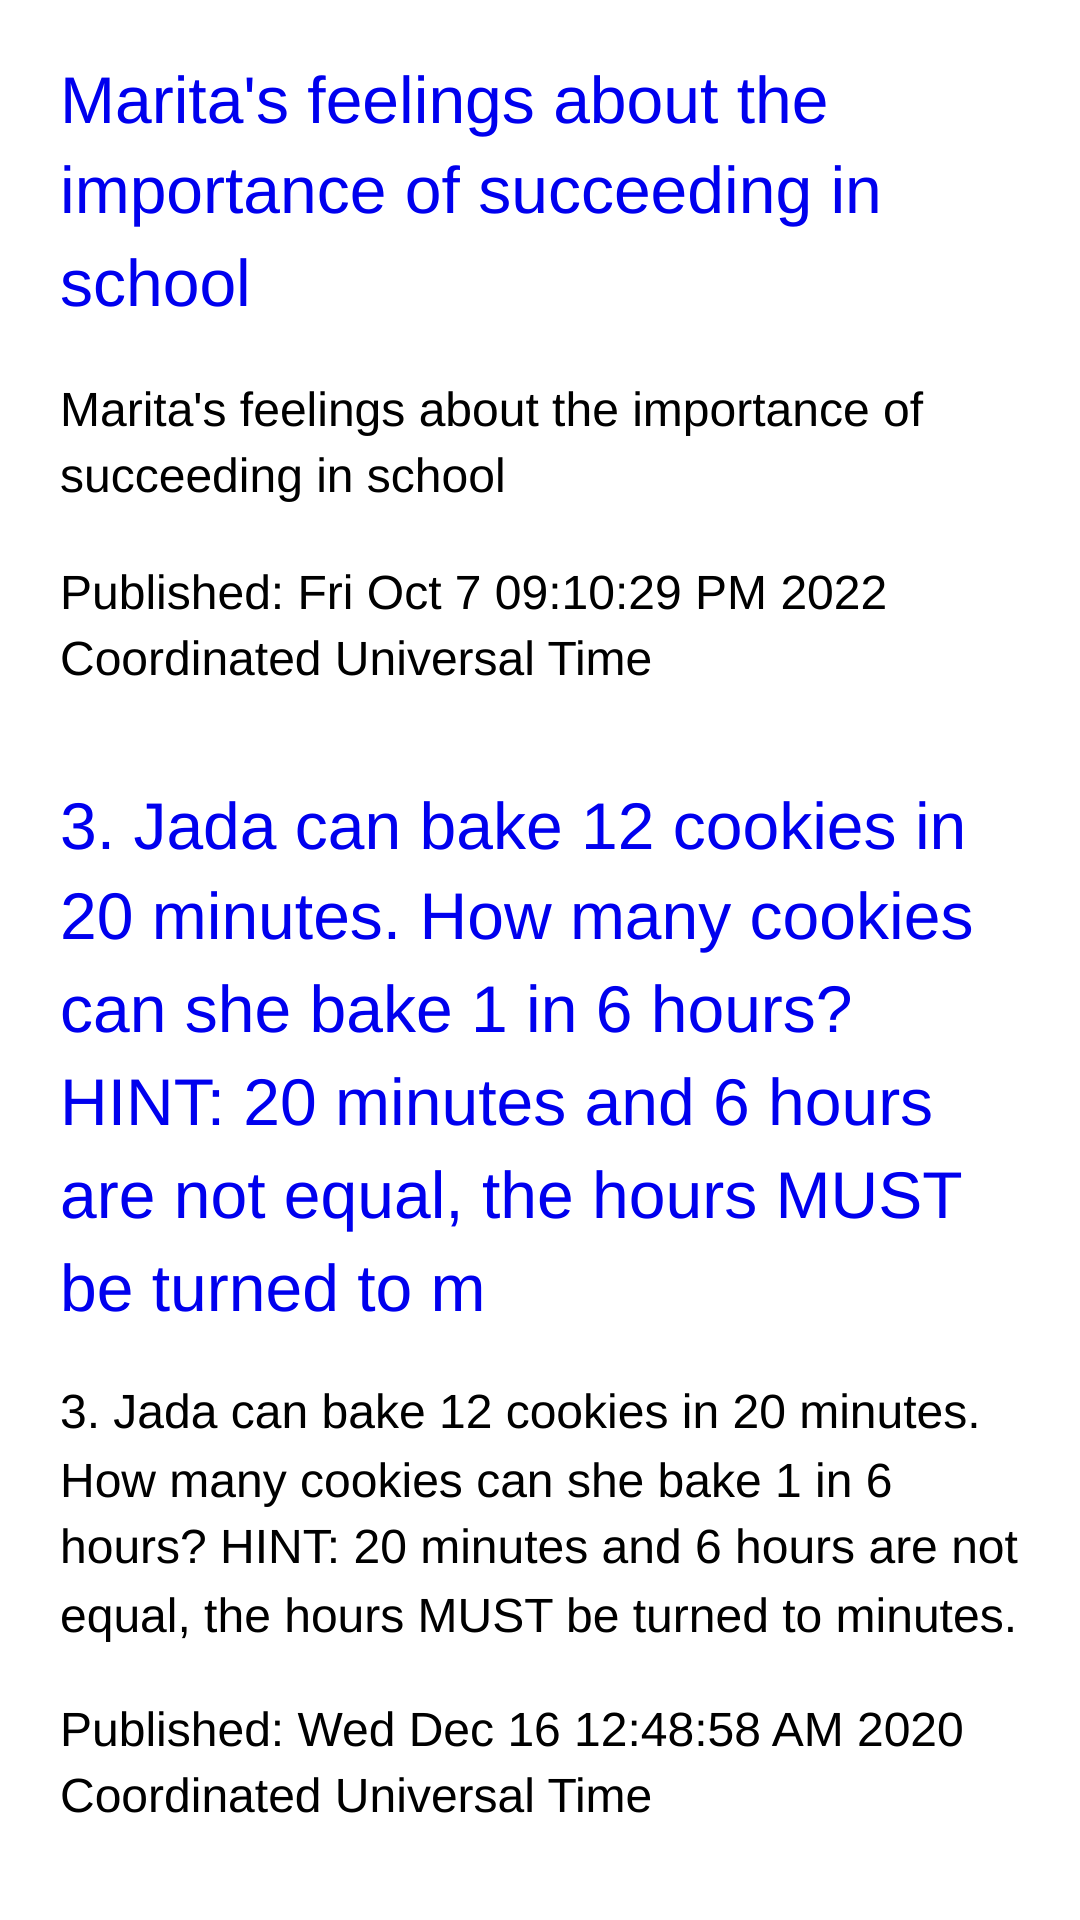 Marita's feelings about the
importance of succeeding in
school
Marita's feelings about the importance of
succeeding in school
Published: Fri Oct 7 09:10:29 PM 2022
Coordinated Universal Time
3. Jada can bake 12 cookies in
20 minutes. How many cookies
can she bake 1 in 6 hours?
HINT: 20 minutes and 6 hours
are not equal, the hours MUST
be turned to m
3. Jada can bake 12 cookies in 20 minutes.
How many cookies can she bake 1 in 6
hours? HINT: 20 minutes and 6 hours are not
equal, the hours MUST be turned to minutes.
Published: Wed Dec 16 12:48:58 AM 2020
Coordinated Universal Time